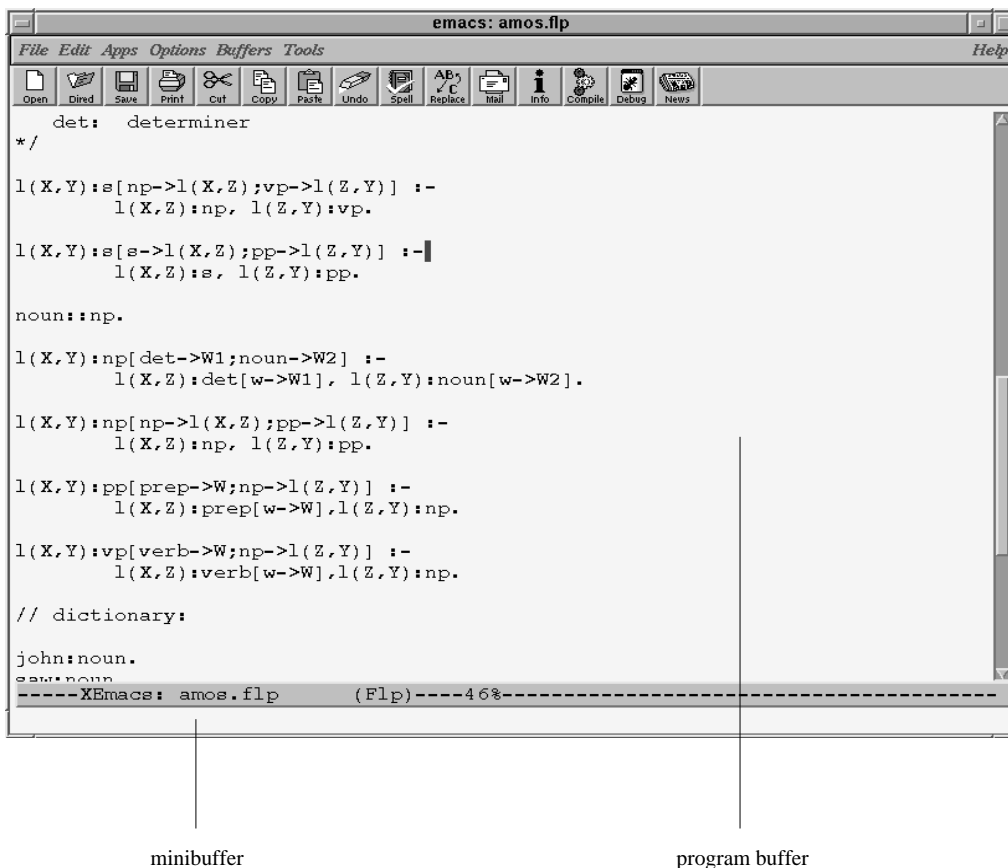 emacs: amos.flp
File Edit Apps Options Buffers Tools Help
Open Dired Save Print Cut Copy Paste Undo Spell Replace Mail Info Compile Debug News
det: determiner
*/
l(X,Y):s[np->l(X,Z);vp->l(Z,Y)] :-
l(X,Z):np, l(Z,Y):vp.
l(X,Y):s[s->l(X,Z);pp->l(Z,Y)] :-
l(X,Z):s, l(Z,Y):pp.
noun::np.
l(X,Y):np[det->W1;noun->W2] :-
l(X,Z):det[w->W1], l(Z,Y):noun[w->W2].
l(X,Y):np[np->l(X,Z);pp->l(Z,Y)] :-
l(X,Z):np, l(Z,Y):pp.
l(X,Y):pp[prep->W;np->l(Z,Y)] :-
l(X,Z):prep[w->W],l(Z,Y):np.
l(X,Y):vp[verb->W;np->l(Z,Y)] :-
l(X,Z):verb[w->W],l(Z,Y):np.
// dictionary:
john:noun.
saw:noun
-----XEmacs: amos.flp (Flp)----46%------------------------------------------
minibuffer program buffer